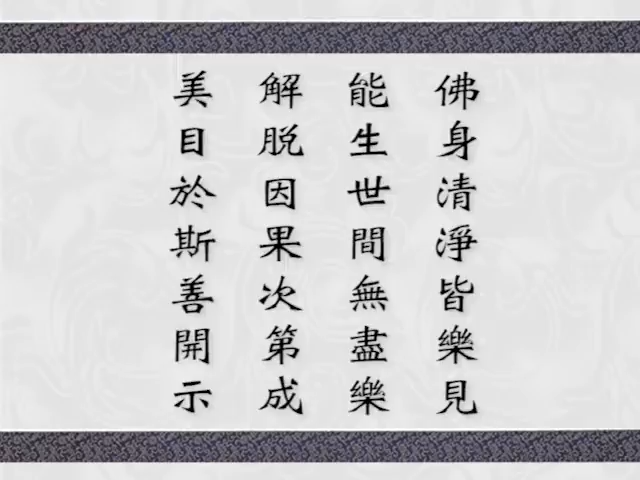 佛身清淨皆樂見
能生世間無盡樂
解脱因果次第成
美目於斯善開示